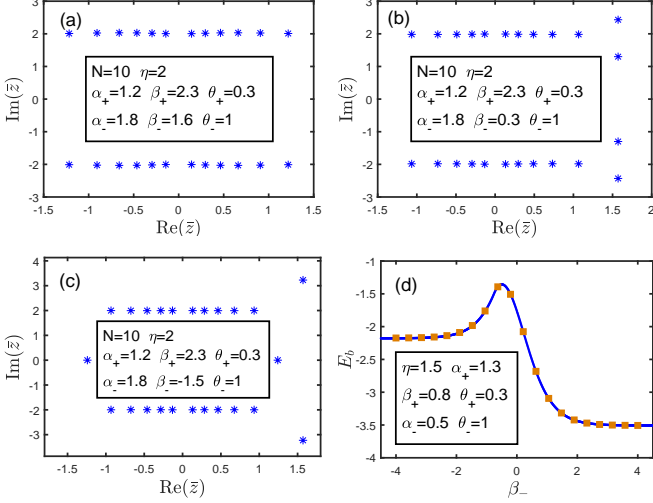 (a)
3
2
1
0
-1
-2
-3
Im(z̄)
N=10 η=2
α₊=1.2 β₊=2.3 θ₊=0.3
α₋=1.8 β₋=1.6 θ₋=1
-1.5 -1 -0.5 0 0.5 1 1.5
Re(z̄)
(b)
3
2
1
0
-1
-2
-3
Im(z̄)
N=10 η=2
α₊=1.2 β₊=2.3 θ₊=0.3
α₋=1.8 β₋=0.3 θ₋=1
-1.5 -1 -0.5 0 0.5 1 1.5 2
Re(z̄)
(c)
4
3
2
1
0
-1
-2
-3
Im(z̄)
N=10 η=2
α₊=1.2 β₊=2.3 θ₊=0.3
α₋=1.8 β₋=-1.5 θ₋=1
-1.5 -1 -0.5 0 0.5 1 1.5
Re(z̄)
(d)
-1
-1.5
-2
-2.5
-3
-3.5
-4
E_b
η=1.5 α₊=1.3
β₊=0.8 θ₊=0.3
α₋=0.5 θ₋=1
-4 -2 0 2 4
β₋